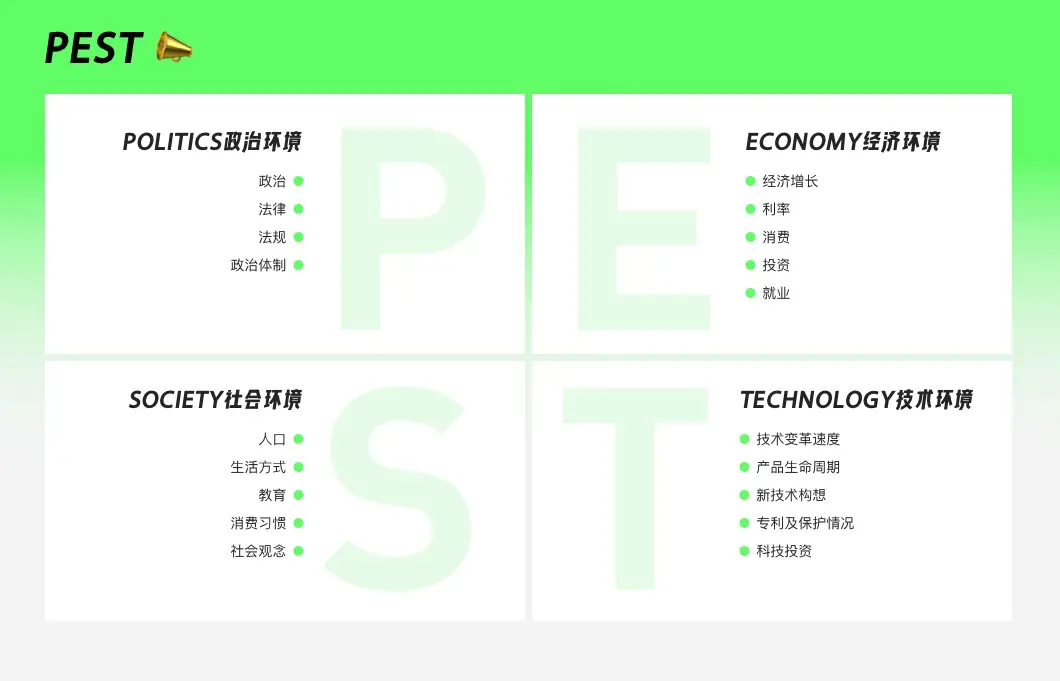 PEST
POLITICS政治环境
政治
法律
法规
政治体制
P
ECONOMY经济环境
经济增长
利率
消费
投资
就业
E
SOCIETY社会环境
人口
生活方式
教育
消费习惯
社会观念
S
TECHNOLOGY技术环境
技术变革速度
产品生命周期
新技术构想
专利及保护情况
科技投资
T